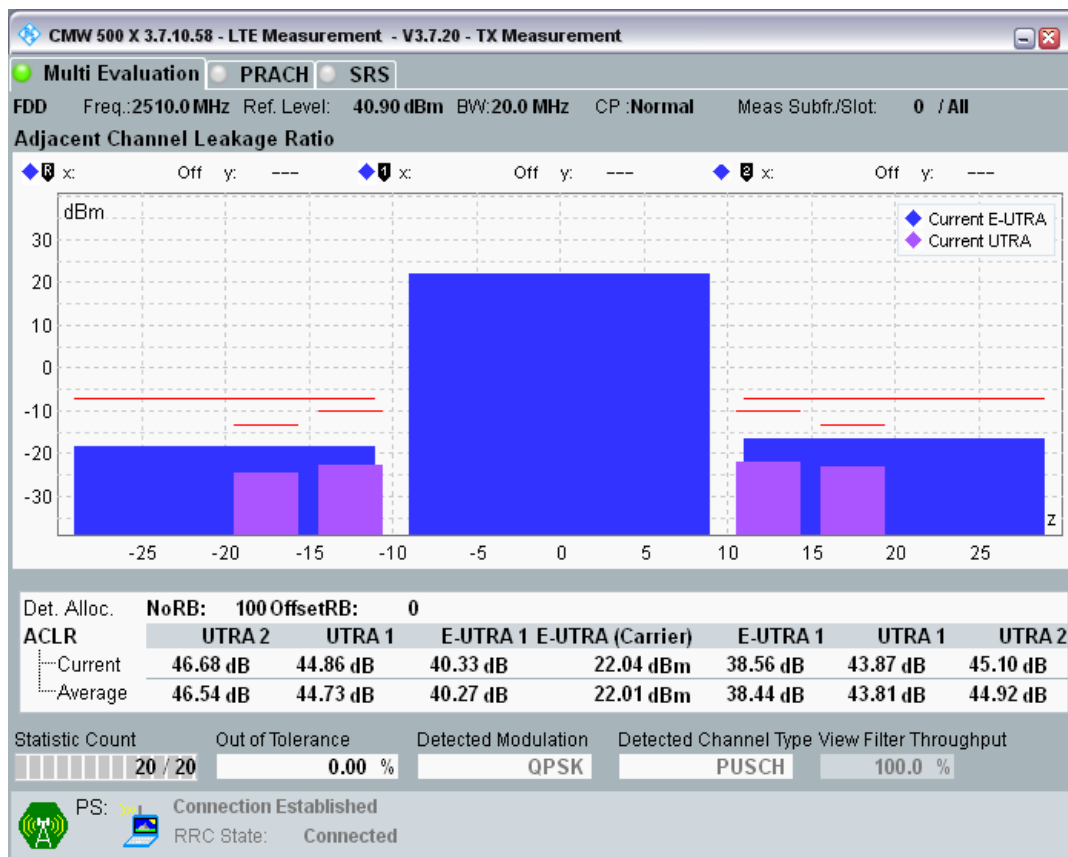 CMW 500 X 3.7.10.58 - LTE Measurement - V3.7.20 - TX Measurement
Multi Evaluation PRACH SRS
FDD Freq.:2510.0 MHz Ref. Level: 40.90 dBm BW:20.0 MHz CP :Normal Meas Subfr./Slot: 0 / All
Adjacent Channel Leakage Ratio
R x: Off y: --- 1 x: Off y: --- 2 x: Off y: ---
dBm
Current E-UTRA
Current UTRA
30
20
10
0
-10
-20
-30
z
-25 -20 -15 -10 -5 0 5 10 15 20 25
Det. Alloc. NoRB: 100 OffsetRB: 0
ACLR UTRA 2 UTRA 1 E-UTRA 1 E-UTRA (Carrier) E-UTRA 1 UTRA 1 UTRA 2
Current 46.68 dB 44.86 dB 40.33 dB 22.04 dBm 38.56 dB 43.87 dB 45.10 dB
Average 46.54 dB 44.73 dB 40.27 dB 22.01 dBm 38.44 dB 43.81 dB 44.92 dB
Statistic Count Out of Tolerance Detected Modulation Detected Channel Type View Filter Throughput
20 / 20 0.00 % QPSK PUSCH 100.0 %
PS: Connection Established
RRC State: Connected